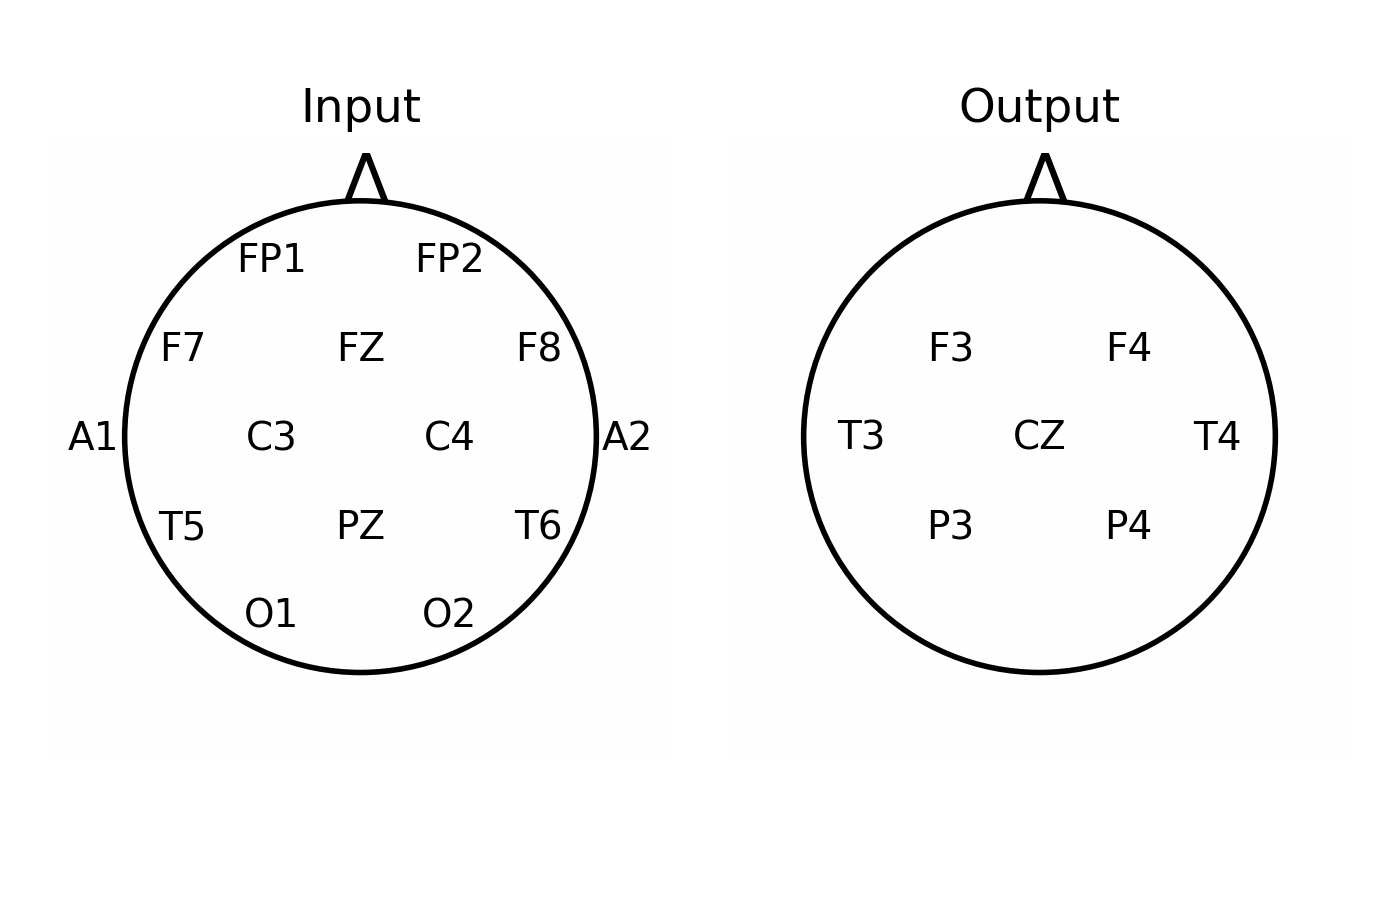 Input
FP1 FP2
F7 FZ F8
A1 C3 C4 A2
T5 PZ T6
O1 O2
Output
F3 F4
T3 CZ T4
P3 P4